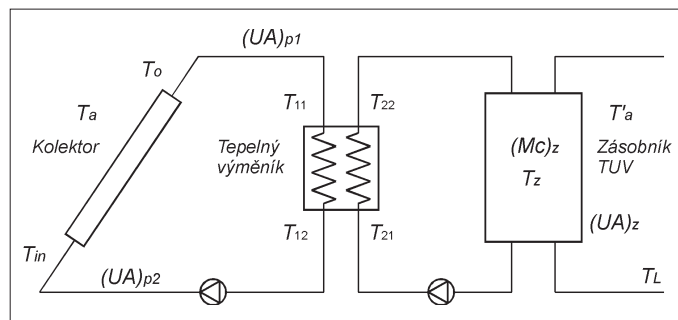 (UA)p1
To
Ta
Kolektor
T11
T22
Tepelný
výměník
T'a
Zásobník
TUV
(Mc)z
Tz
(UA)z
T12
T21
Tin
(UA)p2
TL